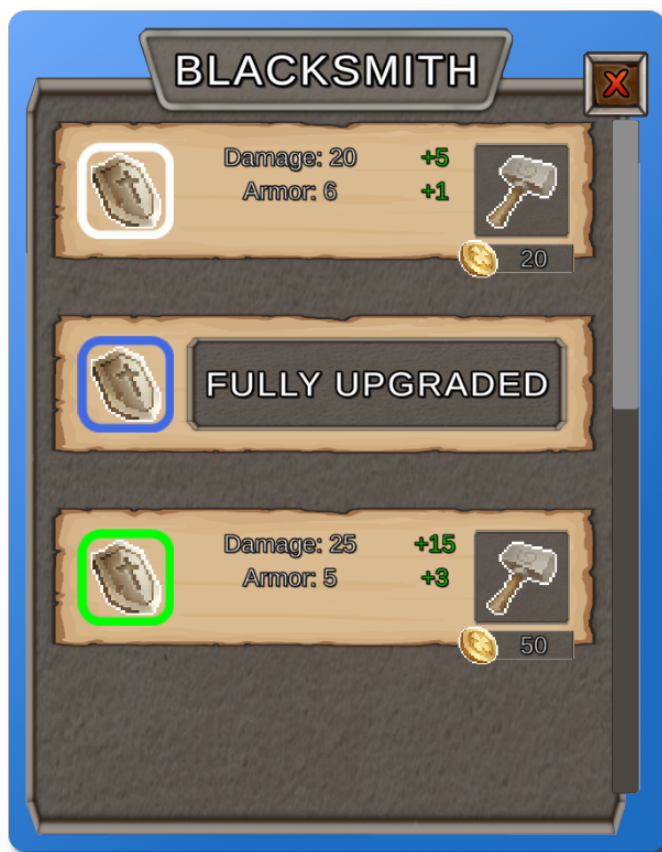 BLACKSMITH
X
Damage: 20 +5
Armor: 6 +1
20
FULLY UPGRADED
Damage: 25 +15
Armor: 5 +3
50